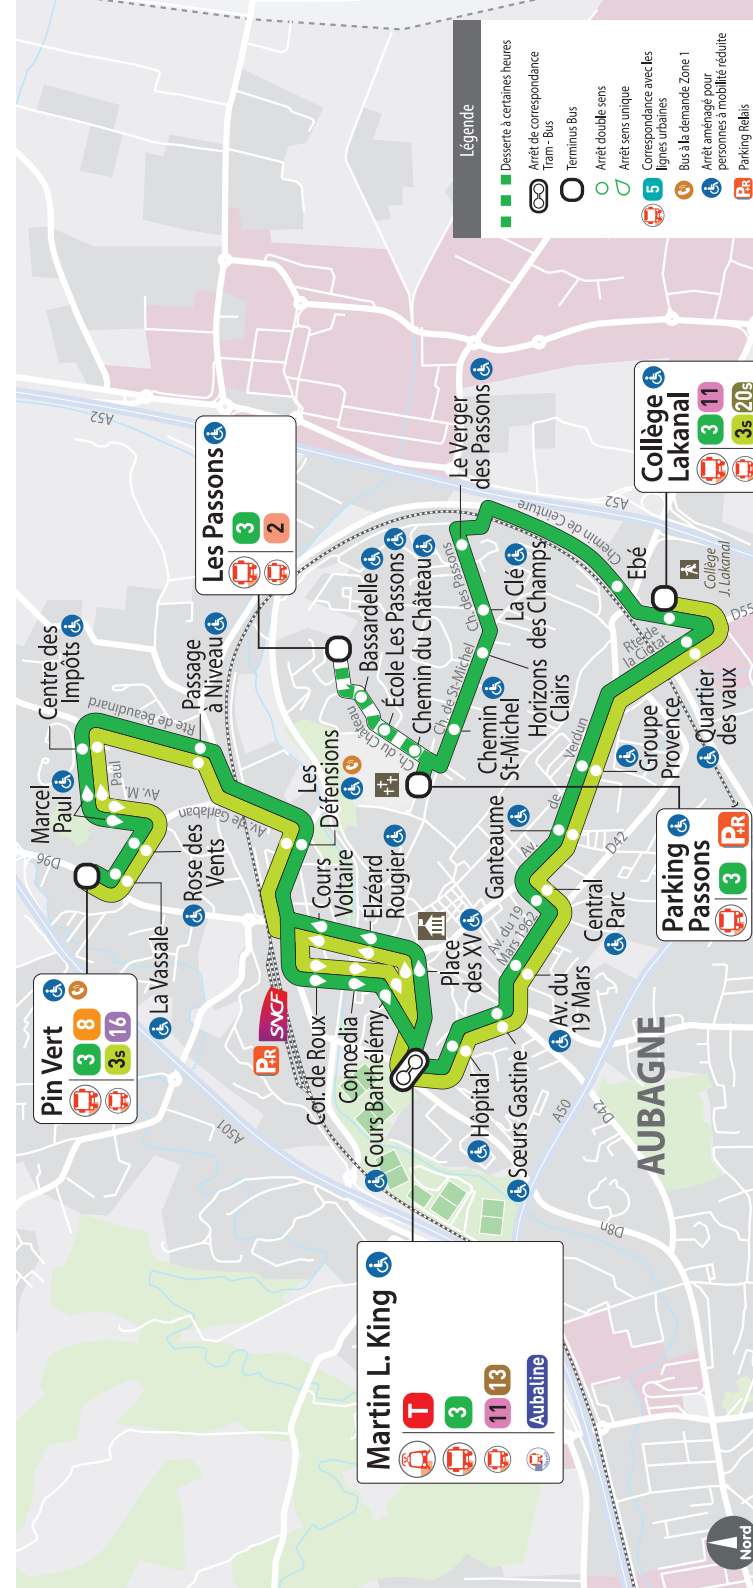 Légende
Desserte à certaines heures
Arrêt de correspondance
Tram - Bus
Terminus Bus
Arrêt double sens
Arrêt sens unique
5
Correspondance avec les
lignes urbaines
Bus à la demande Zone 1
Arrêt aménagé pour
personnes à mobilité réduite
P+R
Parking Relais
Pin Vert
3 8
3s 16
La Vassale
Rose des
Vents
Marcel
Paul
Centre des
Impôts
Passage
à Niveau
Les
Défensions
Cours
Voltaire
Elzéard
Rougier
Place
des XV
P+R
SNCF
Col. de Roux
Comœdia
Cours Barthélémy
Martin L. King
T
3
11 13
Aubaline
Hôpital
Sœurs Gastine
Av. du
19 Mars
Central
Parc
Ganteaume
Groupe
Provence
Quartier
des vaux
Collège
Lakanal
3 11
3s 20s
Collège
J. Lakanal
Ebé
Le Verger
des Passons
La Clé
des Champs
Horizons
Clairs
Chemin
St-Michel
Parking
Passons
3
P+R
Chemin du Château
École Les Passons
Bassardelle
Les Passons
3
2
Rte de Beaudinard
Av. M.
Paul
Av. de Garlaban
Ch. du Château
Ch. de St-Michel
Ch. des Passons
Chemin de Ceinture
Rte de
la Ciotat
Av. de Verdun
Av. du 19
Mars 1962
D96
A52
A52
A501
A50
D42
D42
D8n
D55
AUBAGNE
Nord